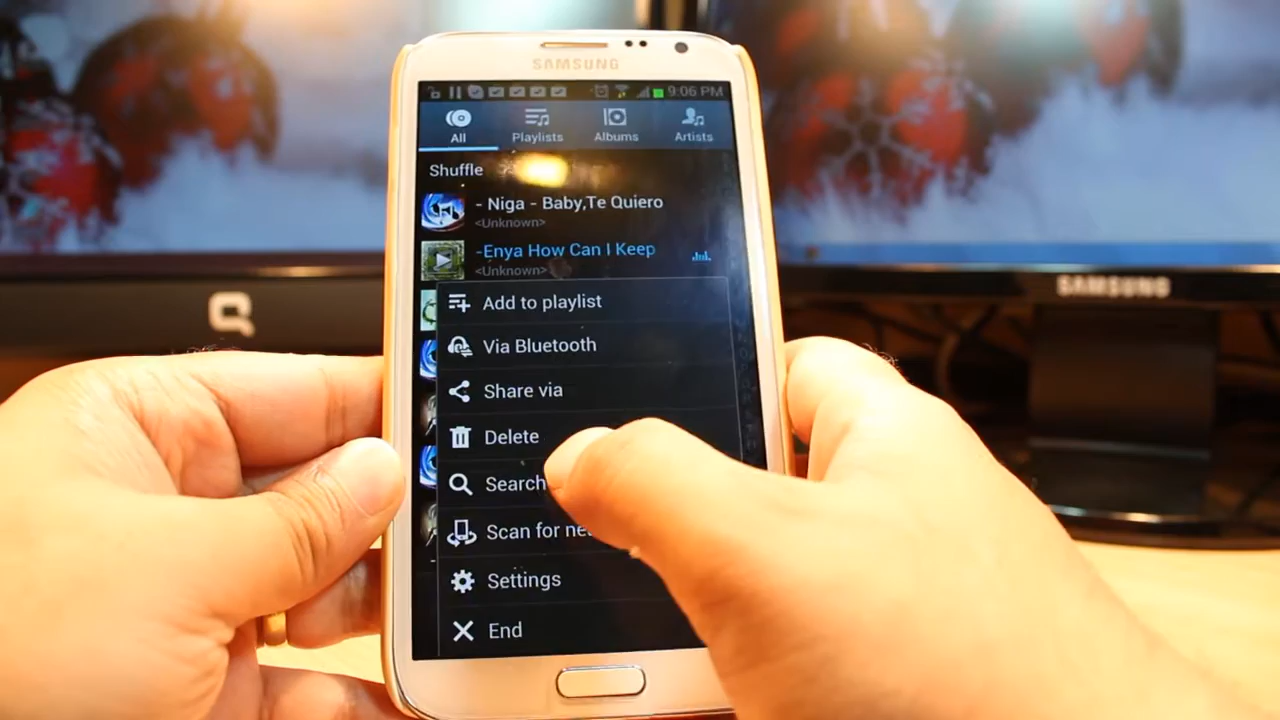 SAMSUNG
9:06 PM
All Playlists Albums Artists
Shuffle
- Niga - Baby,Te Quiero
<Unknown>
-Enya How Can I Keep
<Unknown>
Add to playlist
Via Bluetooth
Share via
Delete
Search
Scan for
Settings
End
SAMSUNG